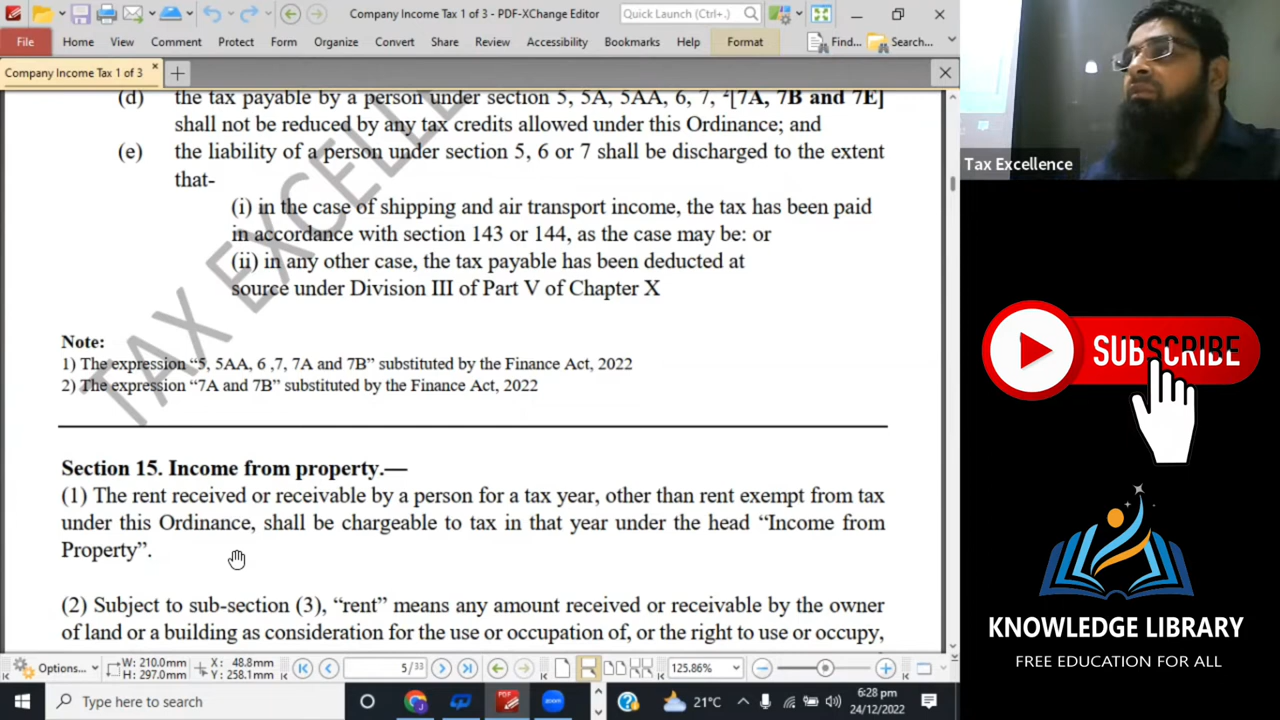 Company Income Tax 1 of 3 - PDF-XChange Editor
Quick Launch (Ctrl+.)
File Home View Comment Protect Form Organize Convert Share Review Accessibility Bookmarks Help Format Find... Search...
Company Income Tax 1 of 3
(d) the tax payable by a person under section 5, 5A, 5AA, 6, 7, 2[7A, 7B and 7E]
shall not be reduced by any tax credits allowed under this Ordinance; and
(e) the liability of a person under section 5, 6 or 7 shall be discharged to the extent
that-
(i) in the case of shipping and air transport income, the tax has been paid
in accordance with section 143 or 144, as the case may be: or
(ii) in any other case, the tax payable has been deducted at
source under Division III of Part V of Chapter X
TAX EXCELLE
Note:
1) The expression “5, 5AA, 6 ,7, 7A and 7B” substituted by the Finance Act, 2022
2) The expression “7A and 7B” substituted by the Finance Act, 2022
Section 15. Income from property.—
(1) The rent received or receivable by a person for a tax year, other than rent exempt from tax
under this Ordinance, shall be chargeable to tax in that year under the head “Income from
Property”.
(2) Subject to sub-section (3), “rent” means any amount received or receivable by the owner
of land or a building as consideration for the use or occupation of, or the right to use or occupy,
Options... W: 210.0mm H: 297.0mm X: 48.8mm Y: 258.1mm 5/33 125.86%
Type here to search
21°C
6:28 pm
24/12/2022
Tax Excellence
SUBSCRIBE
KNOWLEDGE LIBRARY
FREE EDUCATION FOR ALL